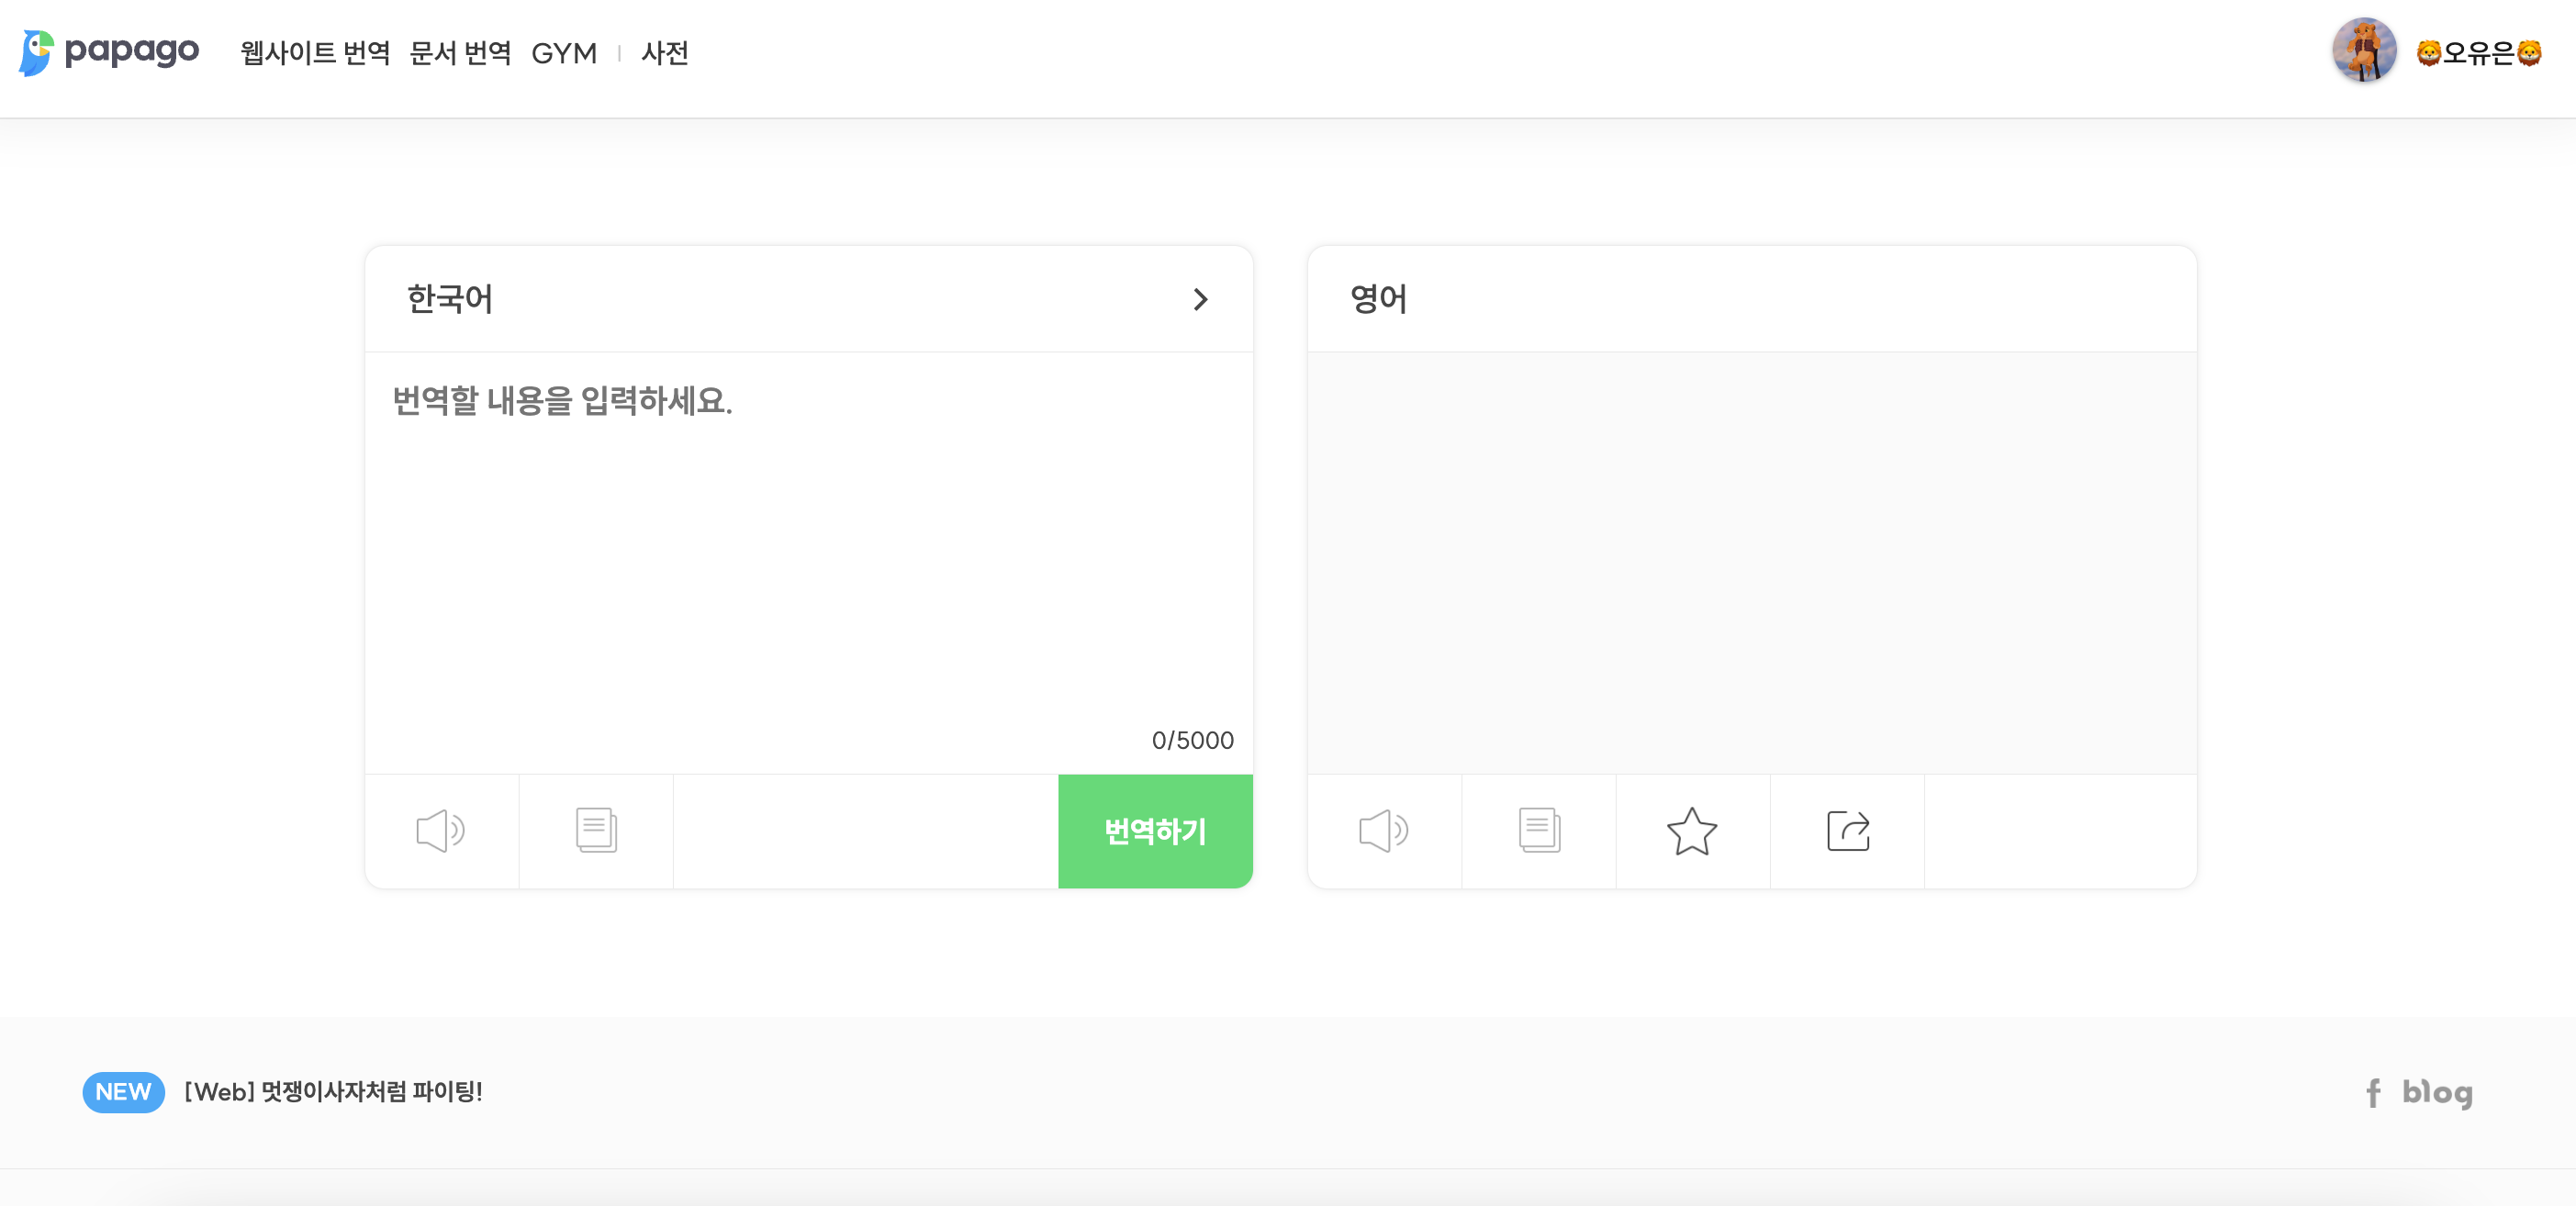 papago 웹사이트 번역 문서 번역 GYM | 사전 🦁오유은🦁
한국어
번역할 내용을 입력하세요.
0/5000
번역하기
영어
NEW [Web] 멋쟁이사자처럼 파이팅!
f blog